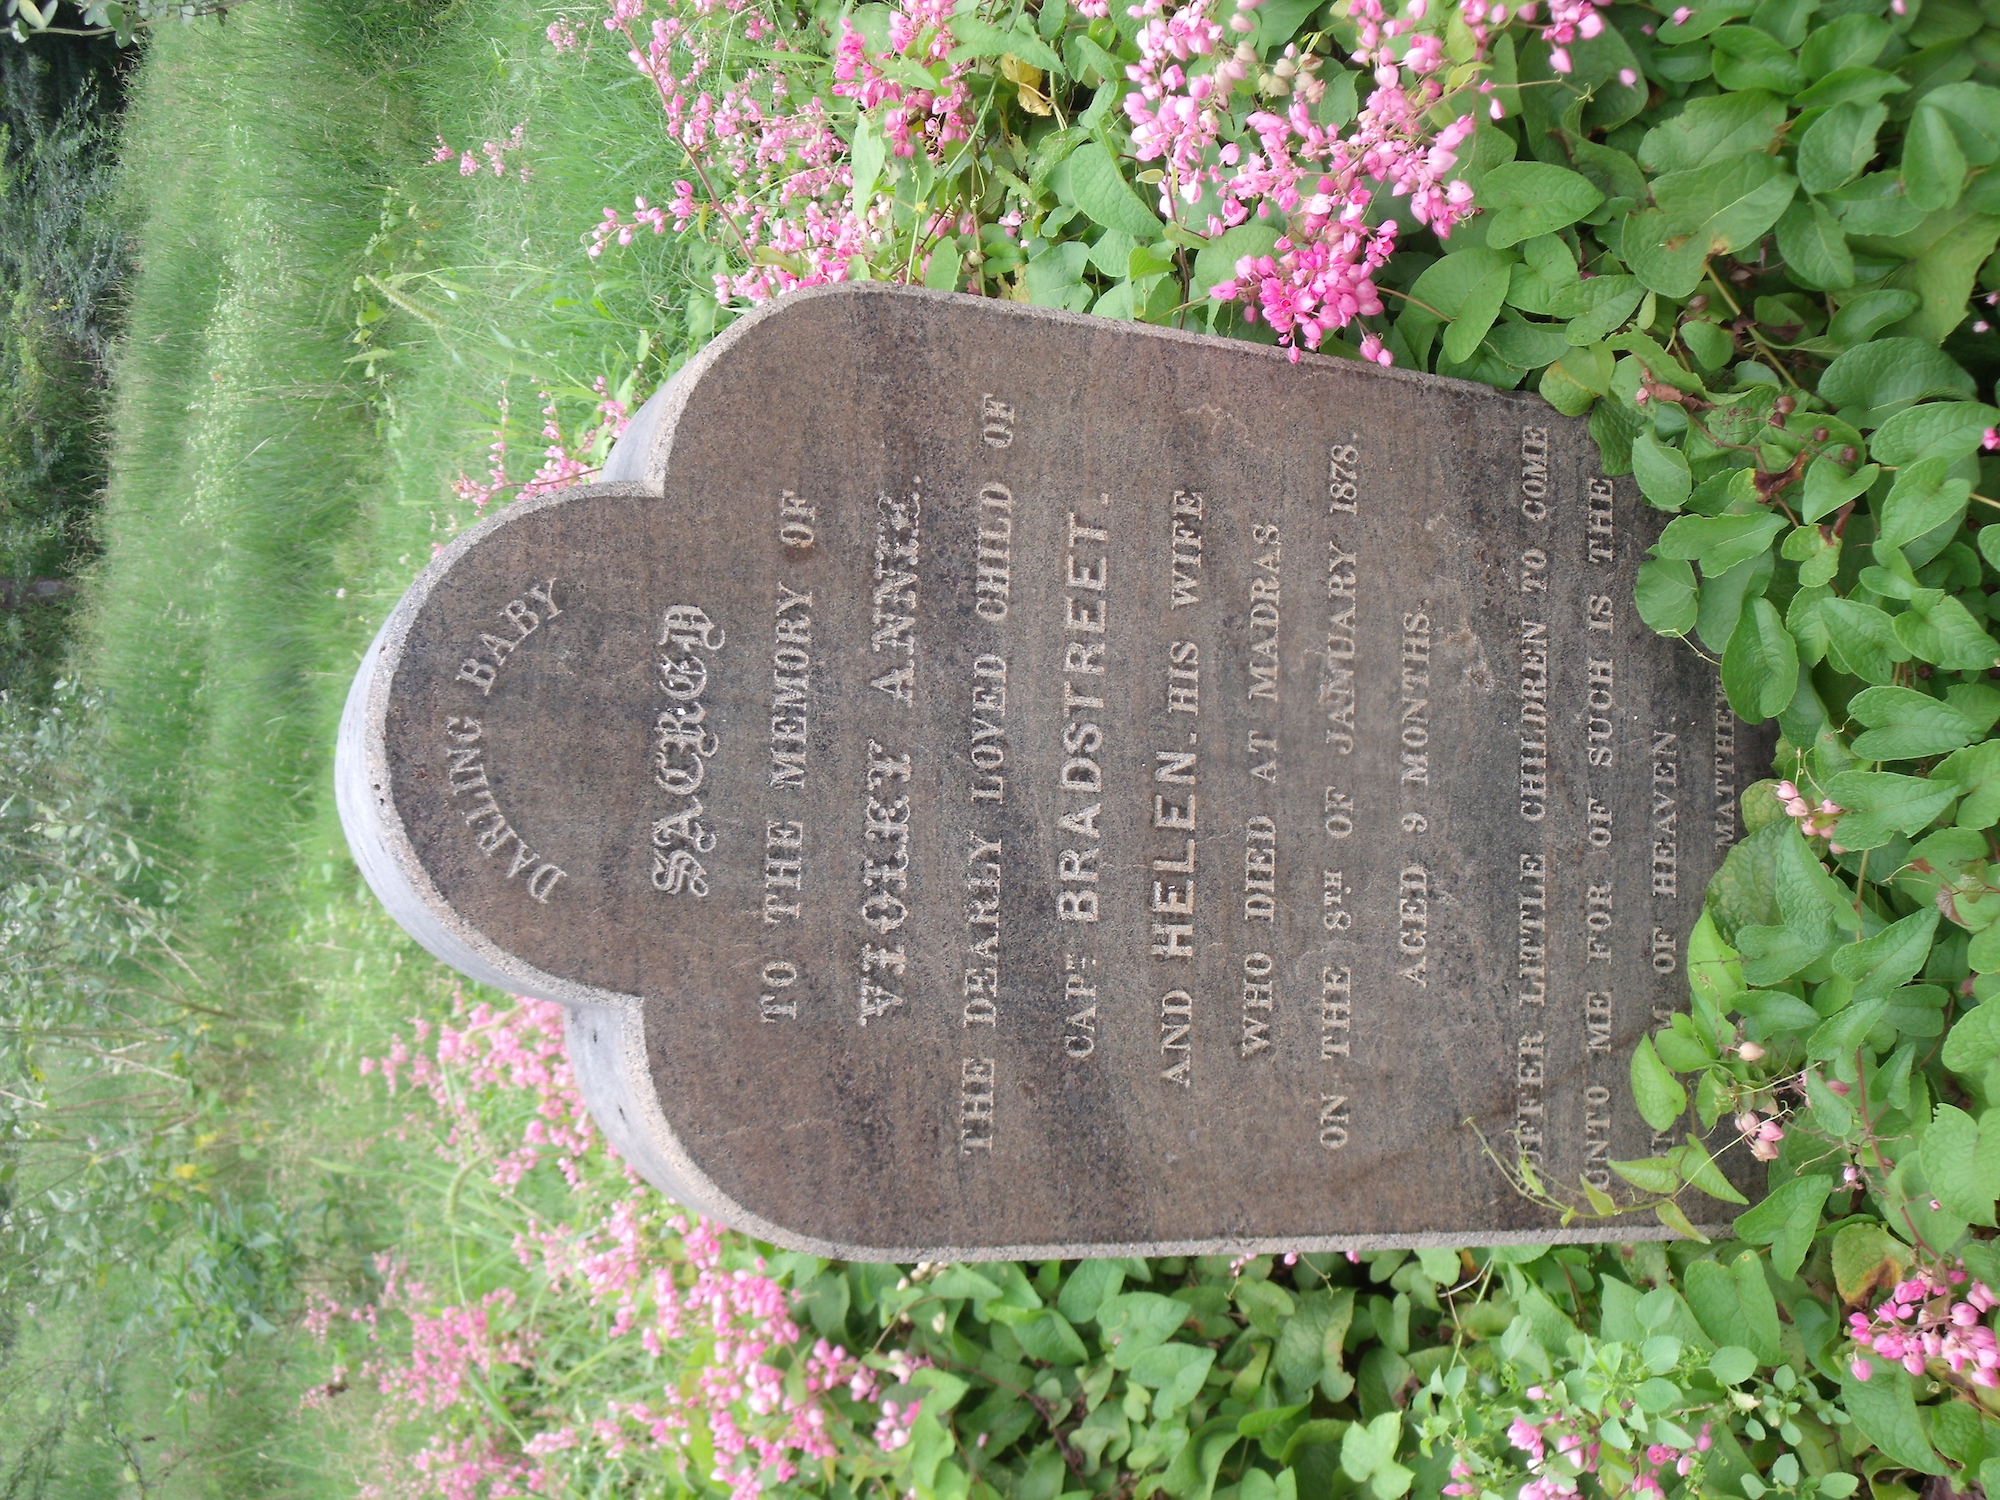 DARLING BABY
SACRED
TO THE MEMORY OF
VIOLET ANNIE.
THE DEARLY LOVED CHILD OF
CAPT BRADSTREET.
AND HELEN. HIS WIFE
WHO DIED AT MADRAS
ON THE 8TH OF JANUARY 1878.
AGED 9 MONTHS.
OFFER LITTLE CHILDREN TO COME
ONTO ME FOR OF SUCH IS THE
OF HEAVEN.
MATTHEW